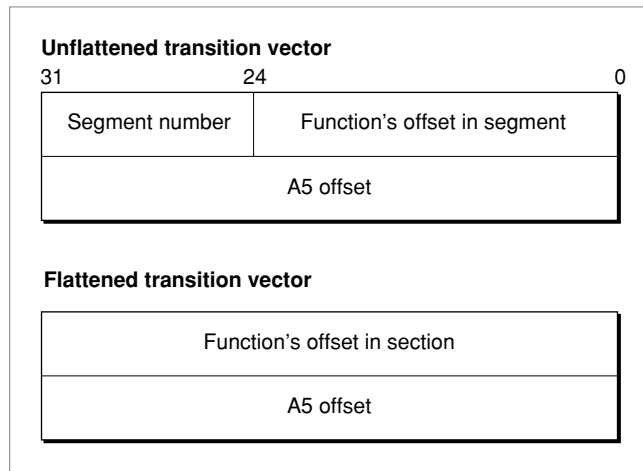 Unflattened transition vector
31 24 0
Segment number Function's offset in segment
A5 offset
Flattened transition vector
Function's offset in section
A5 offset